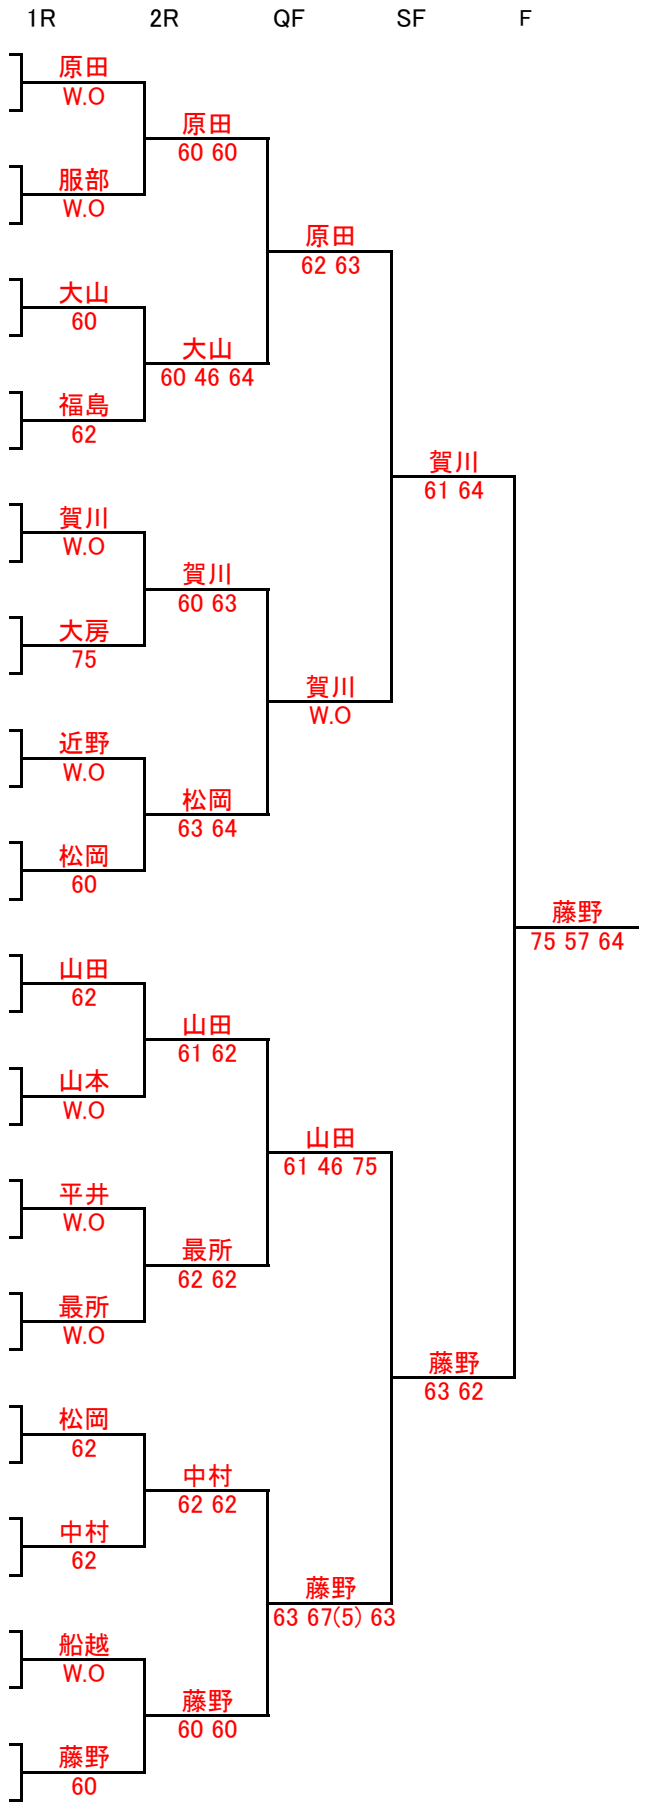 1R 2R QF SF F
原田
W.O
原田
60 60
服部
W.O
原田
62 63
大山
60
大山
60 46 64
福島
62
賀川
61 64
賀川
W.O
賀川
60 63
大房
75
賀川
W.O
近野
W.O
松岡
63 64
松岡
60
藤野
75 57 64
山田
62
山田
61 62
山本
W.O
山田
61 46 75
平井
W.O
最所
62 62
最所
W.O
藤野
63 62
松岡
62
中村
62 62
中村
62
藤野
63 67(5) 63
船越
W.O
藤野
60 60
藤野
60